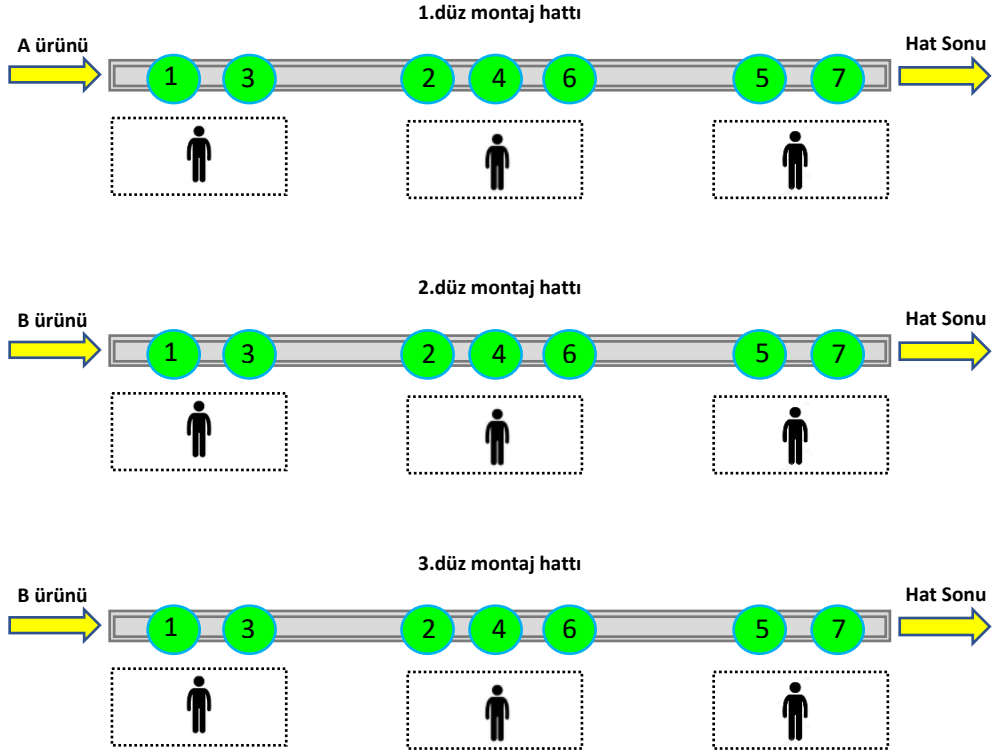 1.düz montaj hattı
A ürünü
Hat Sonu
1 3 2 4 6 5 7
2.düz montaj hattı
B ürünü
Hat Sonu
1 3 2 4 6 5 7
3.düz montaj hattı
B ürünü
Hat Sonu
1 3 2 4 6 5 7